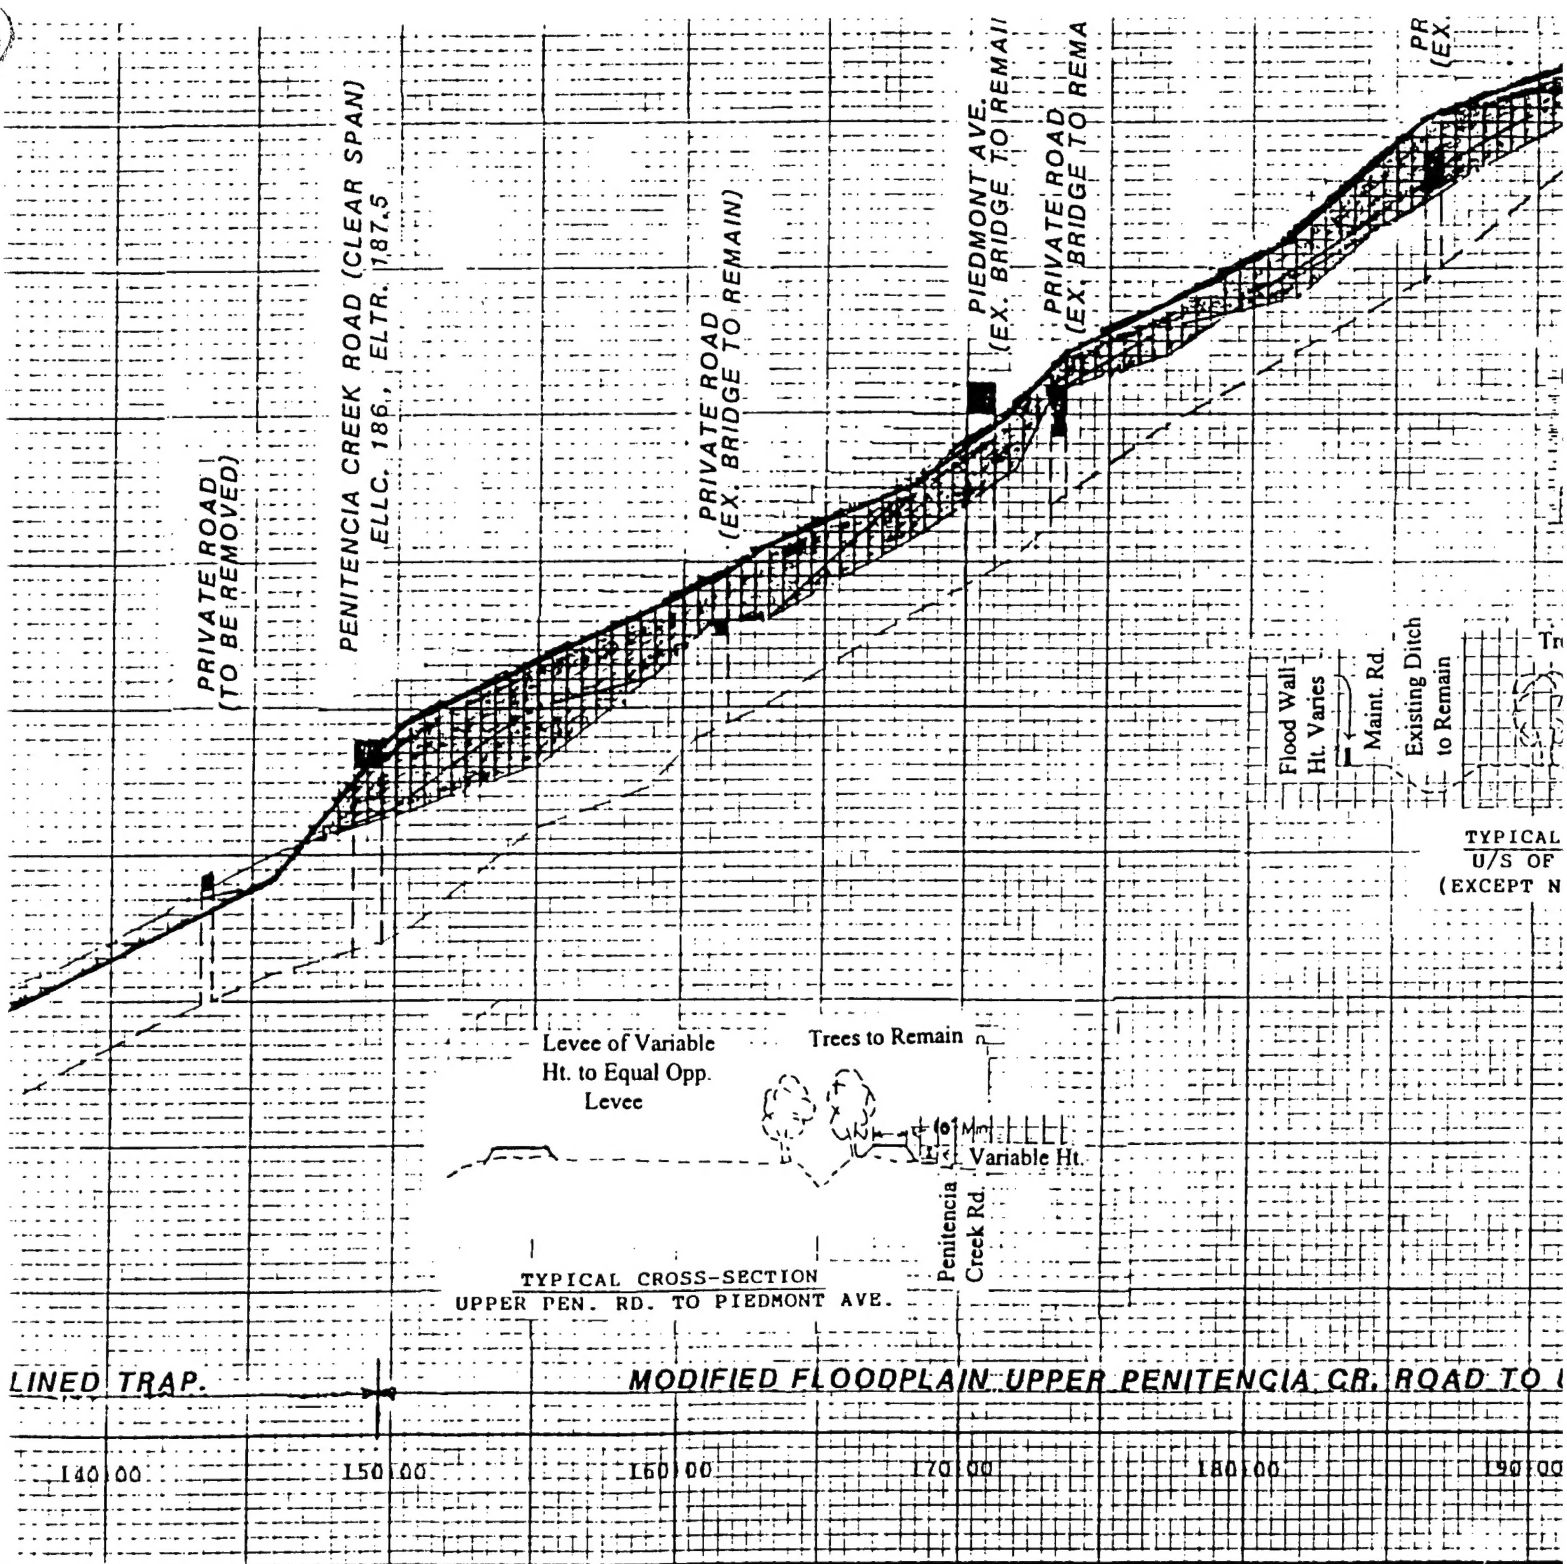 PRIVATE ROAD
(TO BE REMOVED)
PENITENCIA CREEK ROAD (CLEAR SPAN)
ELLC. 186, ELTR. 187.5
PRIVATE ROAD
(EX. BRIDGE TO REMAIN)
PIEDMONT AVE.
(EX. BRIDGE TO REMAI
PRIVATE ROAD
(EX. BRIDGE TO REMA
PR
(EX.
Flood Wall
Ht. Varies
Maint. Rd.
Existing Ditch
to Remain
Tr
TYPICAL
U/S OF
(EXCEPT N
Levee of Variable
Ht. to Equal Opp.
Levee
Trees to Remain
10' Min
Variable Ht.
Penitencia
Creek Rd.
TYPICAL CROSS-SECTION
UPPER PEN. RD. TO PIEDMONT AVE.
LINED TRAP.
MODIFIED FLOODPLAIN UPPER PENITENCIA CR. ROAD TO
140+00 150+00 160+00 170+00 180+00 190+00